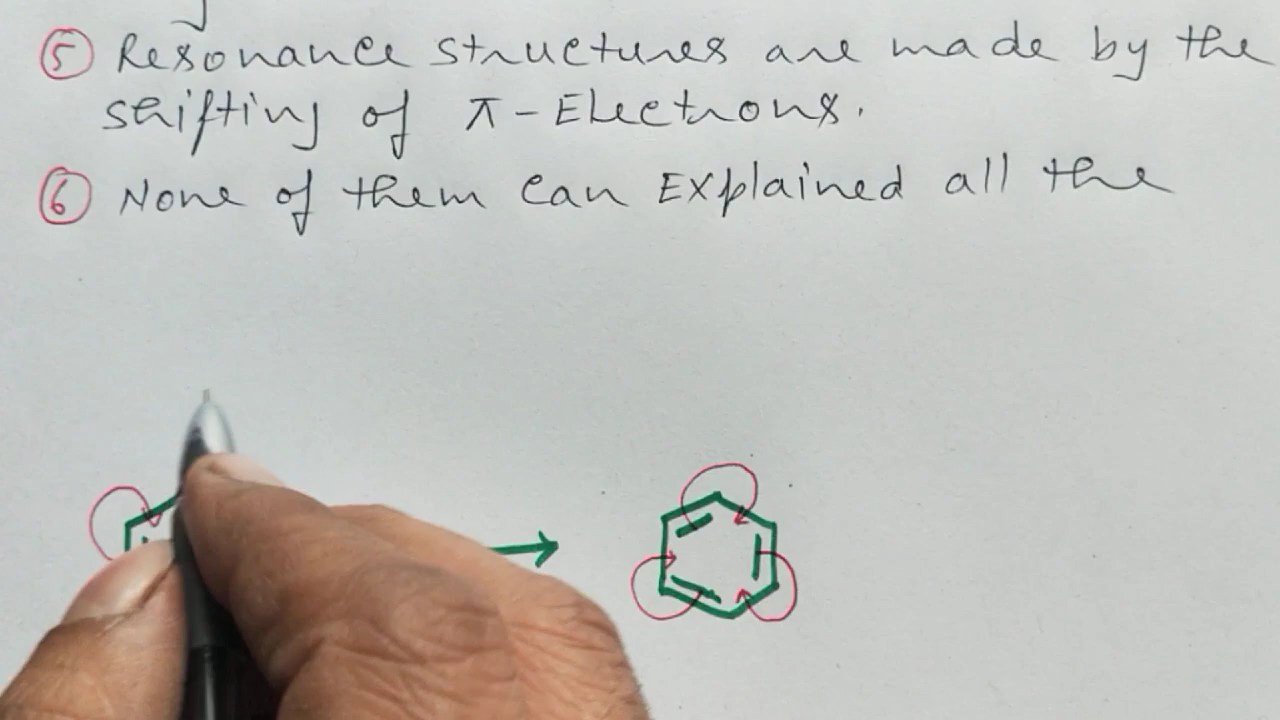 ⑤ Resonance structures are made by the
shifting of π-Electrons.
⑥ None of them can Explained all the